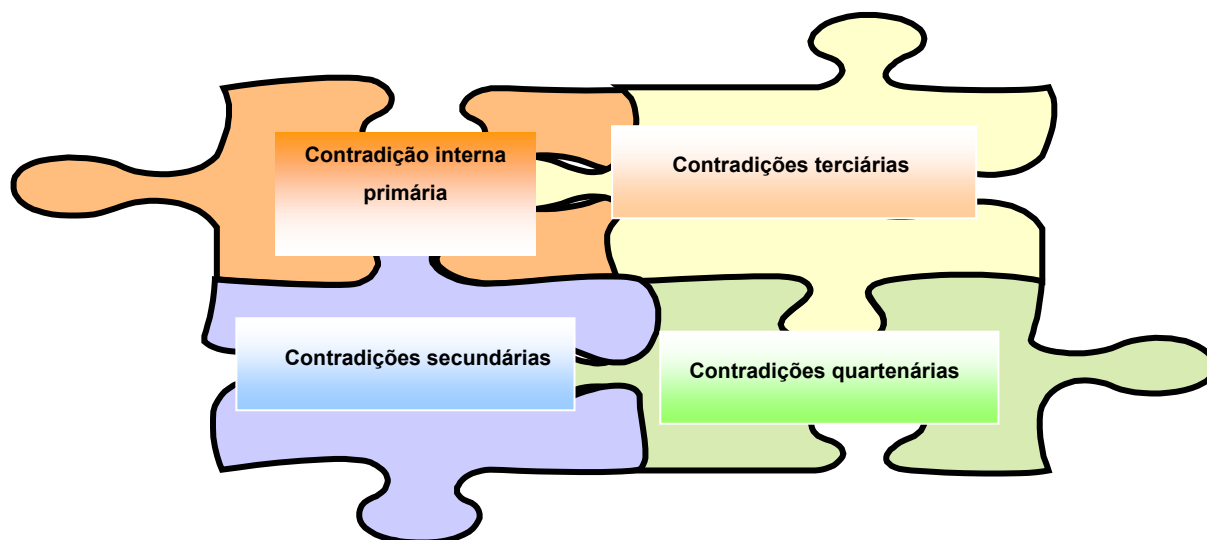 Contradição interna
primária
Contradições terciárias
Contradições secundárias
Contradições quartenárias